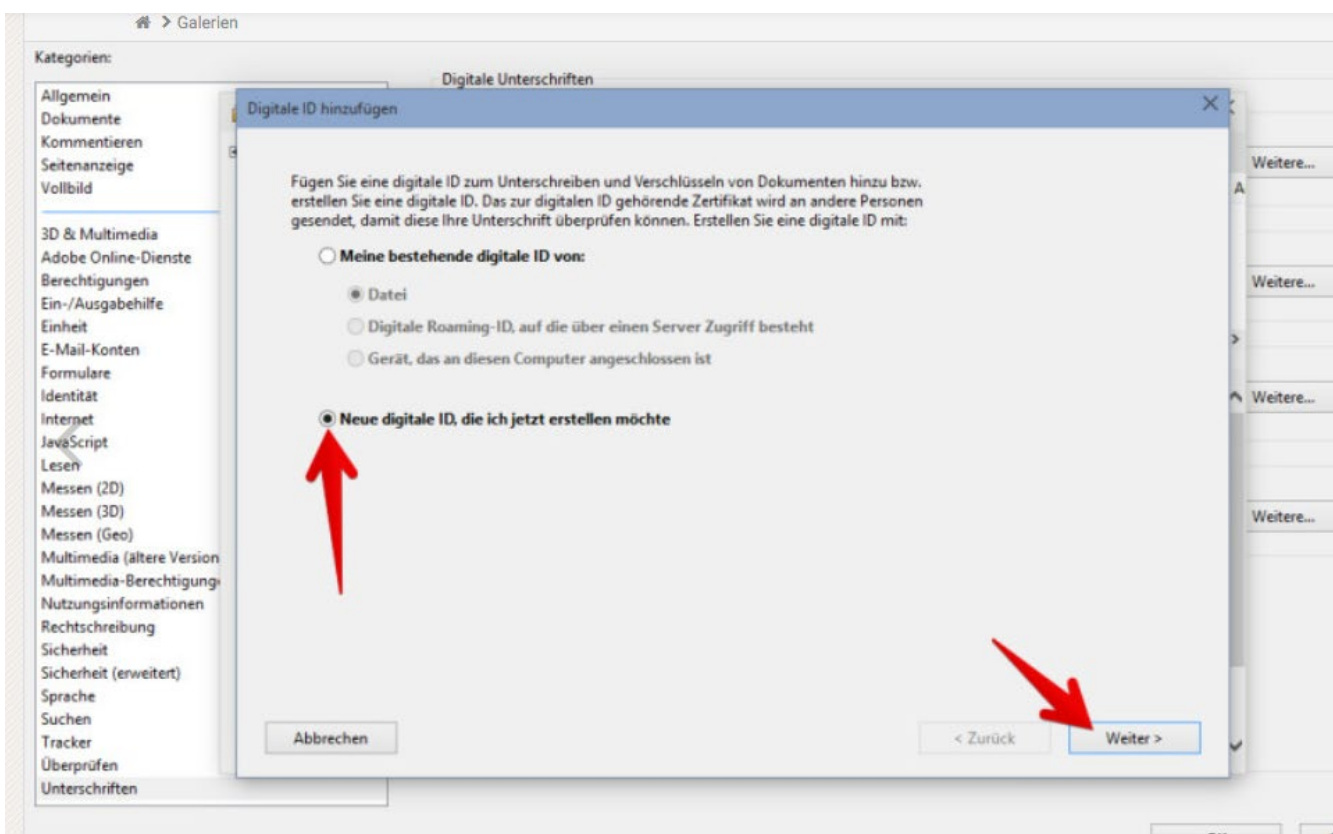 > Galerien
Kategorien:
Digitale Unterschriften
Allgemein
Dokumente
Kommentieren
Seitenanzeige
Vollbild
3D & Multimedia
Adobe Online-Dienste
Berechtigungen
Ein-/Ausgabehilfe
Einheit
E-Mail-Konten
Formulare
Identität
Internet
JavaScript
Lesen
Messen (2D)
Messen (3D)
Messen (Geo)
Multimedia (ältere Version
Multimedia-Berechtigung
Nutzungsinformationen
Rechtschreibung
Sicherheit
Sicherheit (erweitert)
Sprache
Suchen
Tracker
Überprüfen
Unterschriften
Digitale ID hinzufügen
Fügen Sie eine digitale ID zum Unterschreiben und Verschlüsseln von Dokumenten hinzu bzw.
erstellen Sie eine digitale ID. Das zur digitalen ID gehörende Zertifikat wird an andere Personen
gesendet, damit diese Ihre Unterschrift überprüfen können. Erstellen Sie eine digitale ID mit:
Meine bestehende digitale ID von:
Datei
Digitale Roaming-ID, auf die über einen Server Zugriff besteht
Gerät, das an diesen Computer angeschlossen ist
Neue digitale ID, die ich jetzt erstellen möchte
Abbrechen
< Zurück
Weiter >
A
Weitere...
Weitere...
Weitere...
Weitere...